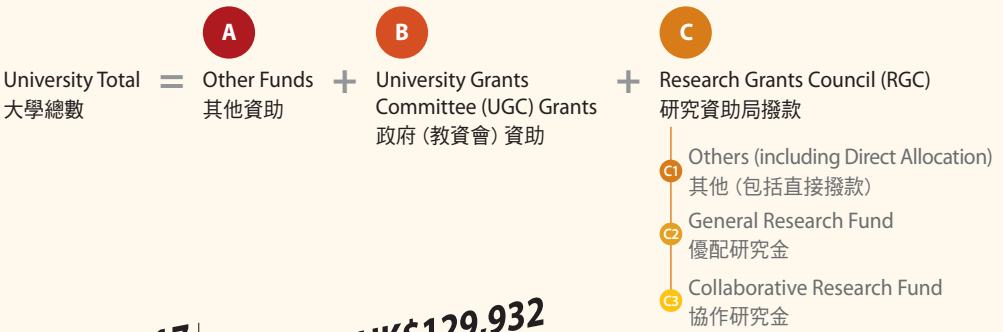 A
B
C
University Total = Other Funds + University Grants + Research Grants Council (RGC)
大學總數
其他資助
Committee (UGC) Grants
政府 (教資會) 資助
研究資助局撥款
C1 Others (including Direct Allocation)
其他 (包括直接撥款)
C2 General Research Fund
優配研究金
C3 Collaborative Research Fund
協作研究金
HK$129,932